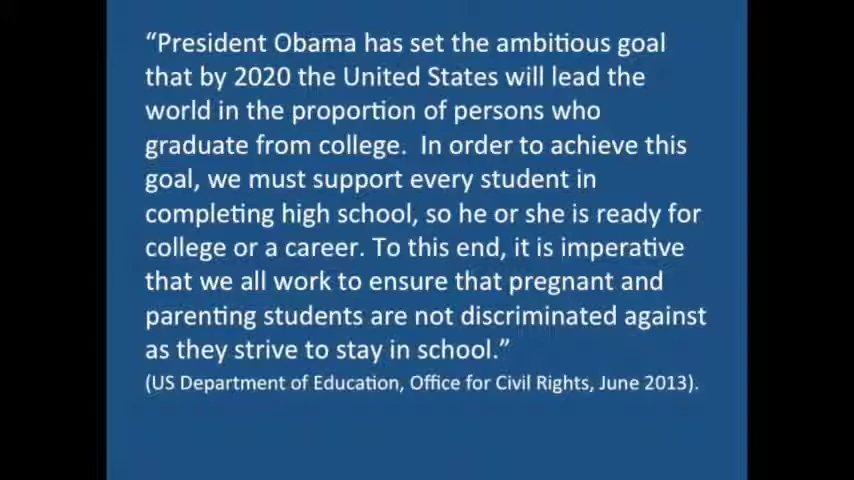 “President Obama has set the ambitious goal
that by 2020 the United States will lead the
world in the proportion of persons who
graduate from college.  In order to achieve this
goal, we must support every student in
completing high school, so he or she is ready for
college or a career. To this end, it is imperative
that we all work to ensure that pregnant and
parenting students are not discriminated against
as they strive to stay in school.”
(US Department of Education, Office for Civil Rights, June 2013).